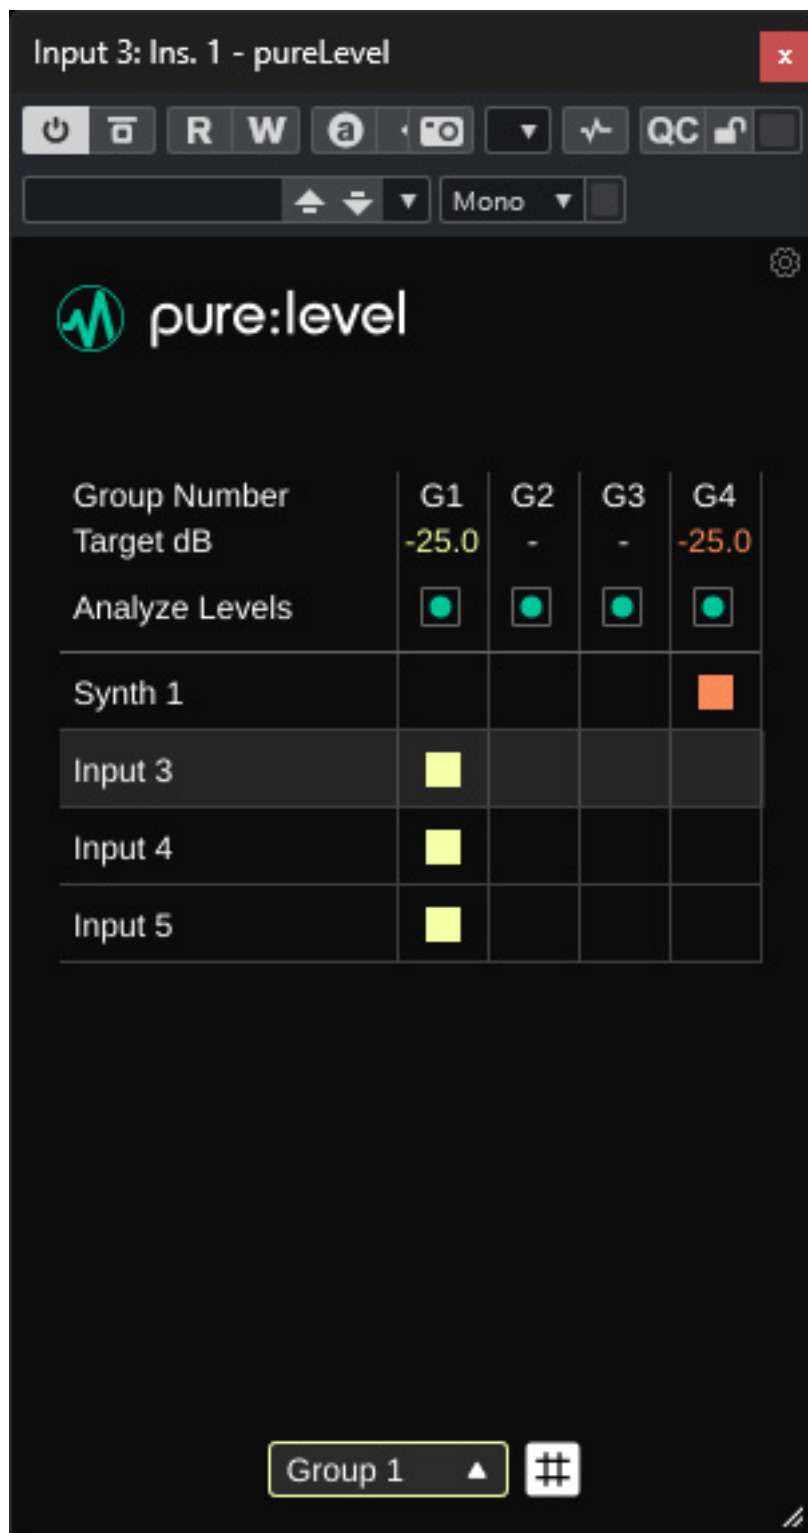 Input 3: Ins. 1 - pureLevel
x
R W a QC
Mono
pure:level
Group Number G1 G2 G3 G4
Target dB -25.0 - - -25.0
Analyze Levels
Synth 1
Input 3
Input 4
Input 5
Group 1